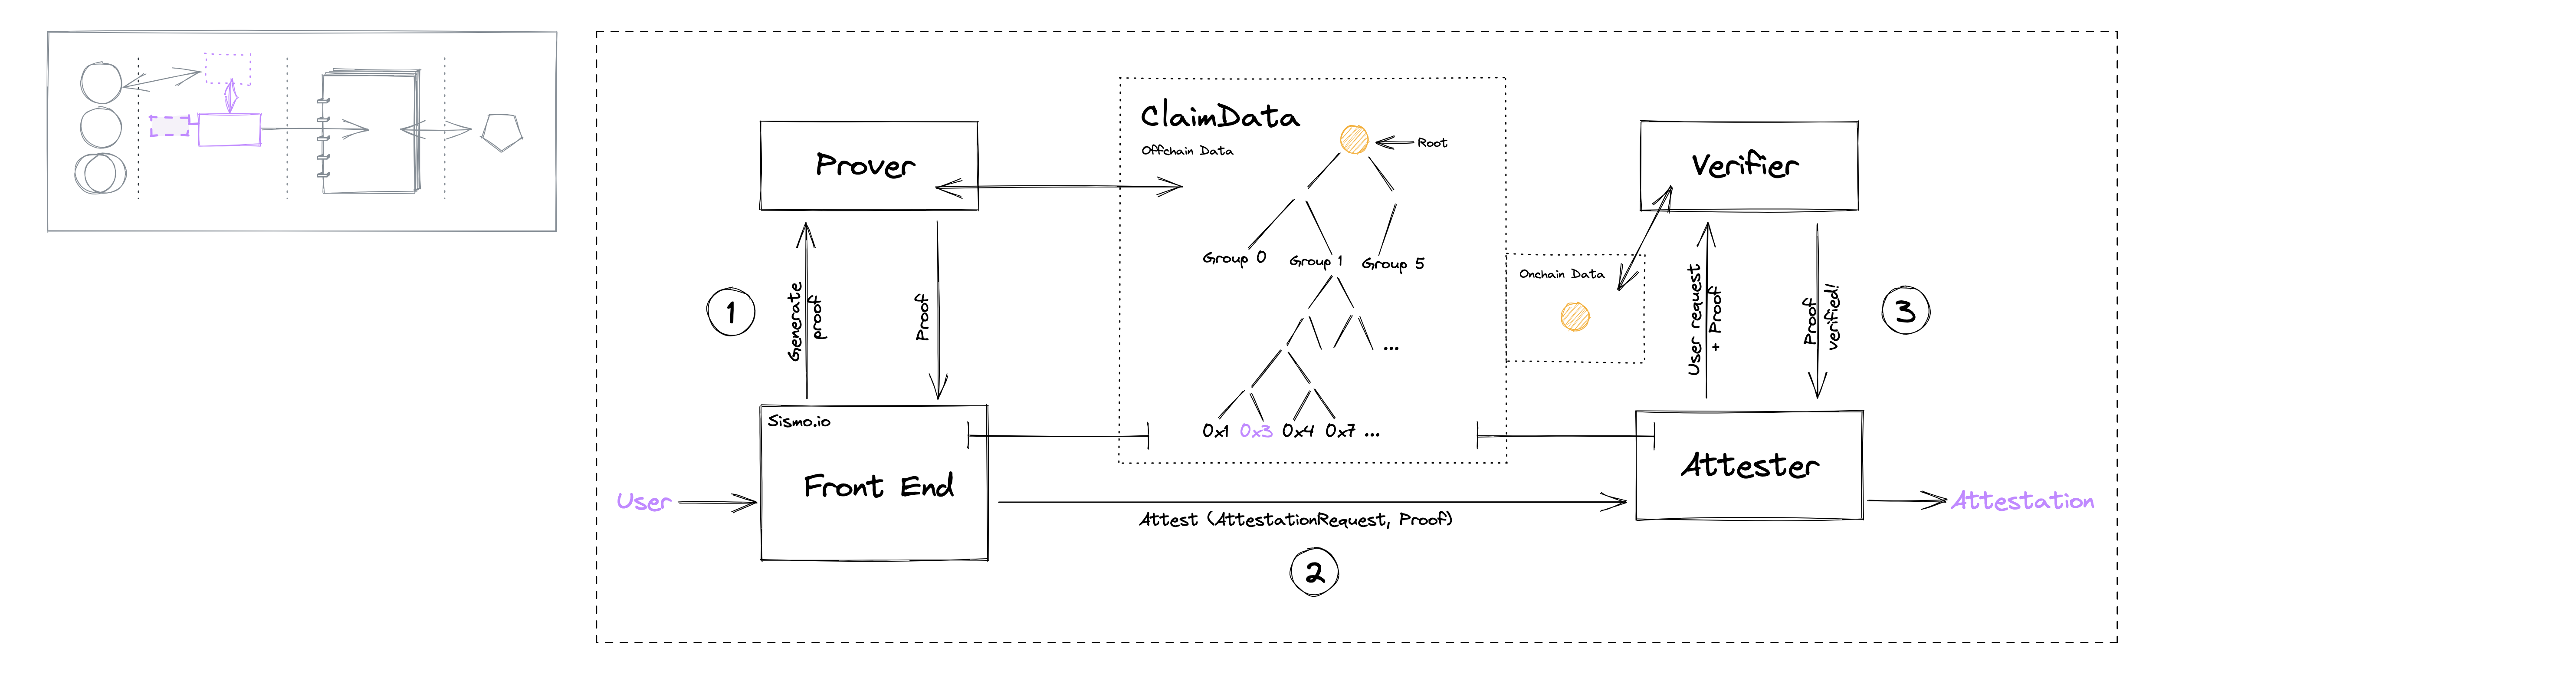 ClaimData
Offchain Data
Root
Prover
Verifier
Group 0
Group 1
Group 5
Onchain Data
1
Generate
proof
Proof
User request
+ Proof
Proof
verified!
3
...
Sismo.io
Front End
0x1 0x3 0x4 0x7 ...
Attester
User
Attestation
Attest (AttestationRequest, Proof)
2